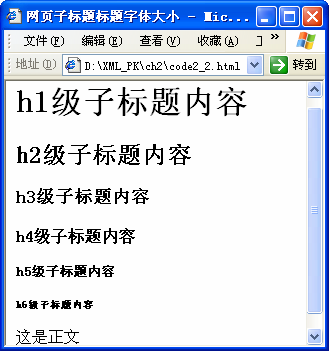 网页子标题标题字体大小 - Mic...
文件(F) 编辑(E) 查看(V) 收藏(A) »
地址(D) D:\XML_PK\ch2\code2_2.html 转到
h1级子标题内容
h2级子标题内容
h3级子标题内容
h4级子标题内容
h5级子标题内容
h6级子标题内容
这是正文